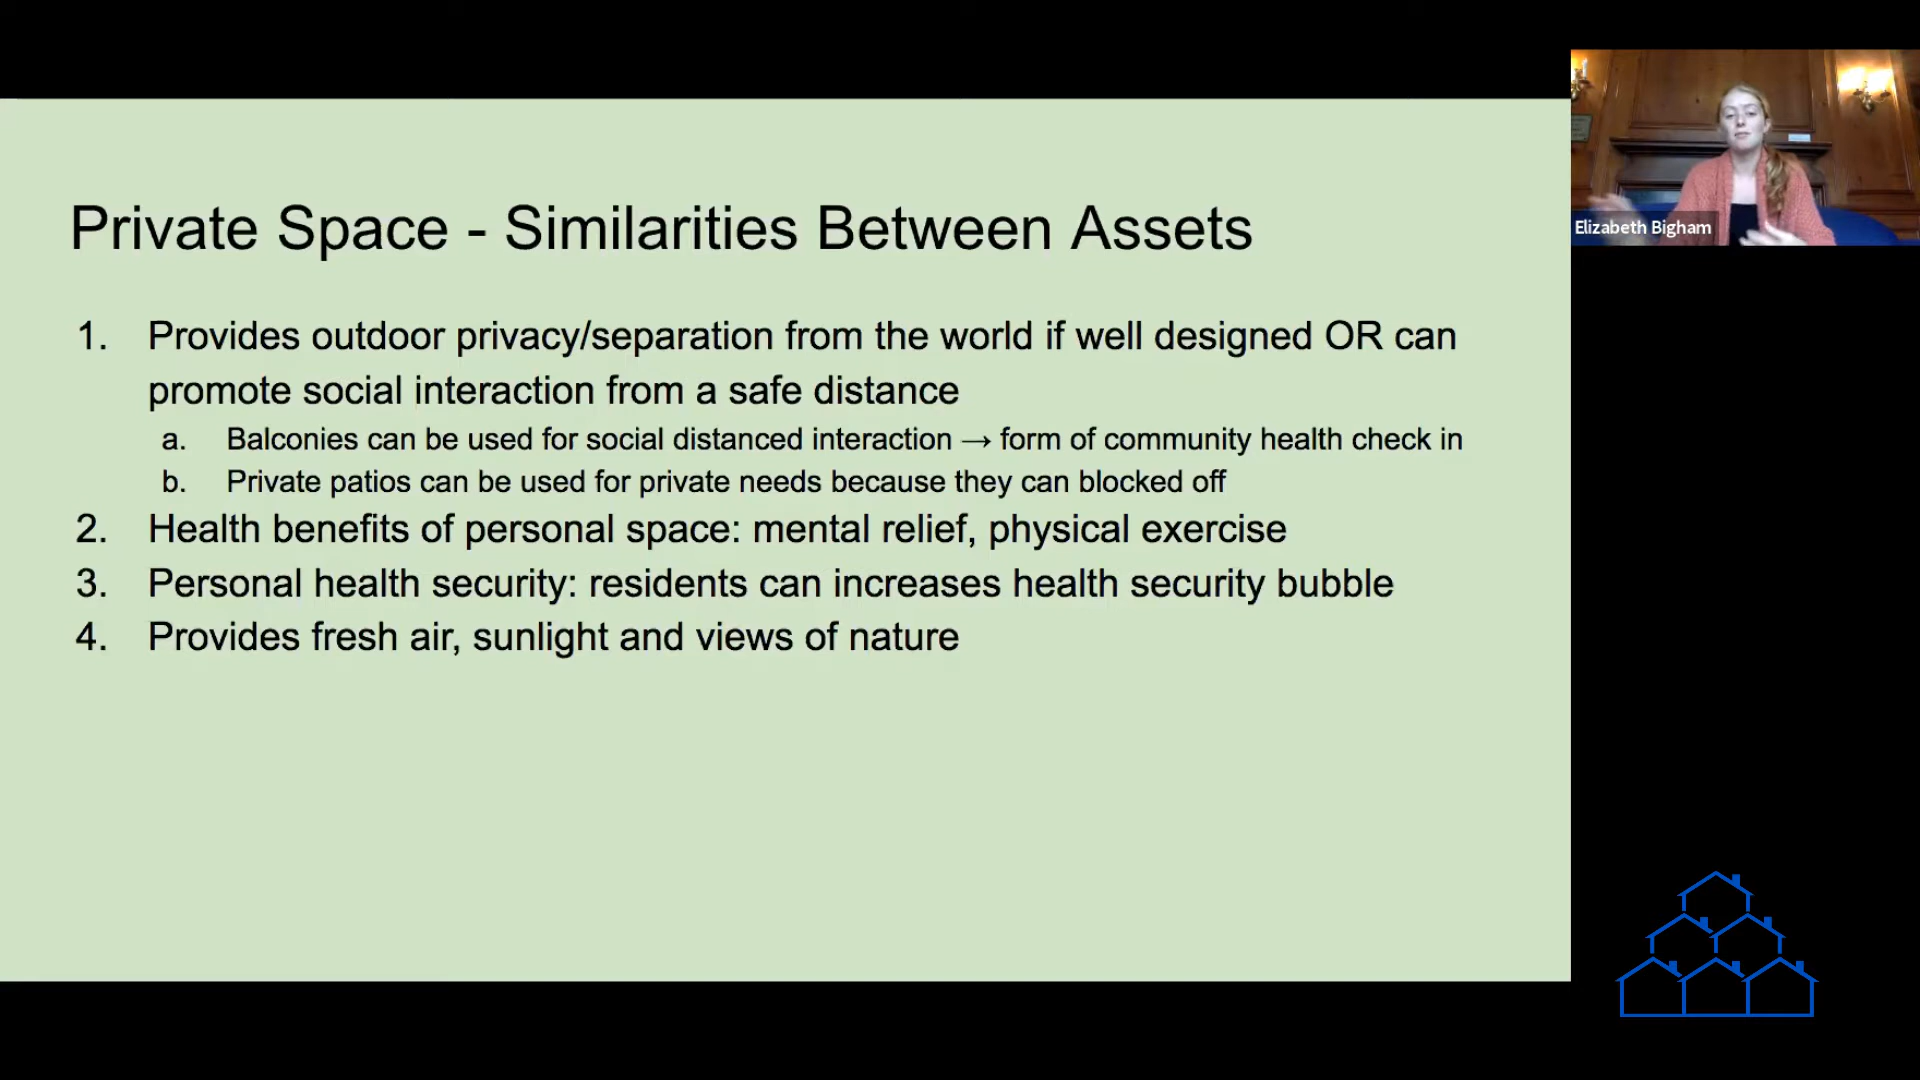 Private Space - Similarities Between Assets
Elizabeth Bigham
1. Provides outdoor privacy/separation from the world if well designed OR can
promote social interaction from a safe distance
a. Balconies can be used for social distanced interaction → form of community health check in
b. Private patios can be used for private needs because they can blocked off
2. Health benefits of personal space: mental relief, physical exercise
3. Personal health security: residents can increases health security bubble
4. Provides fresh air, sunlight and views of nature